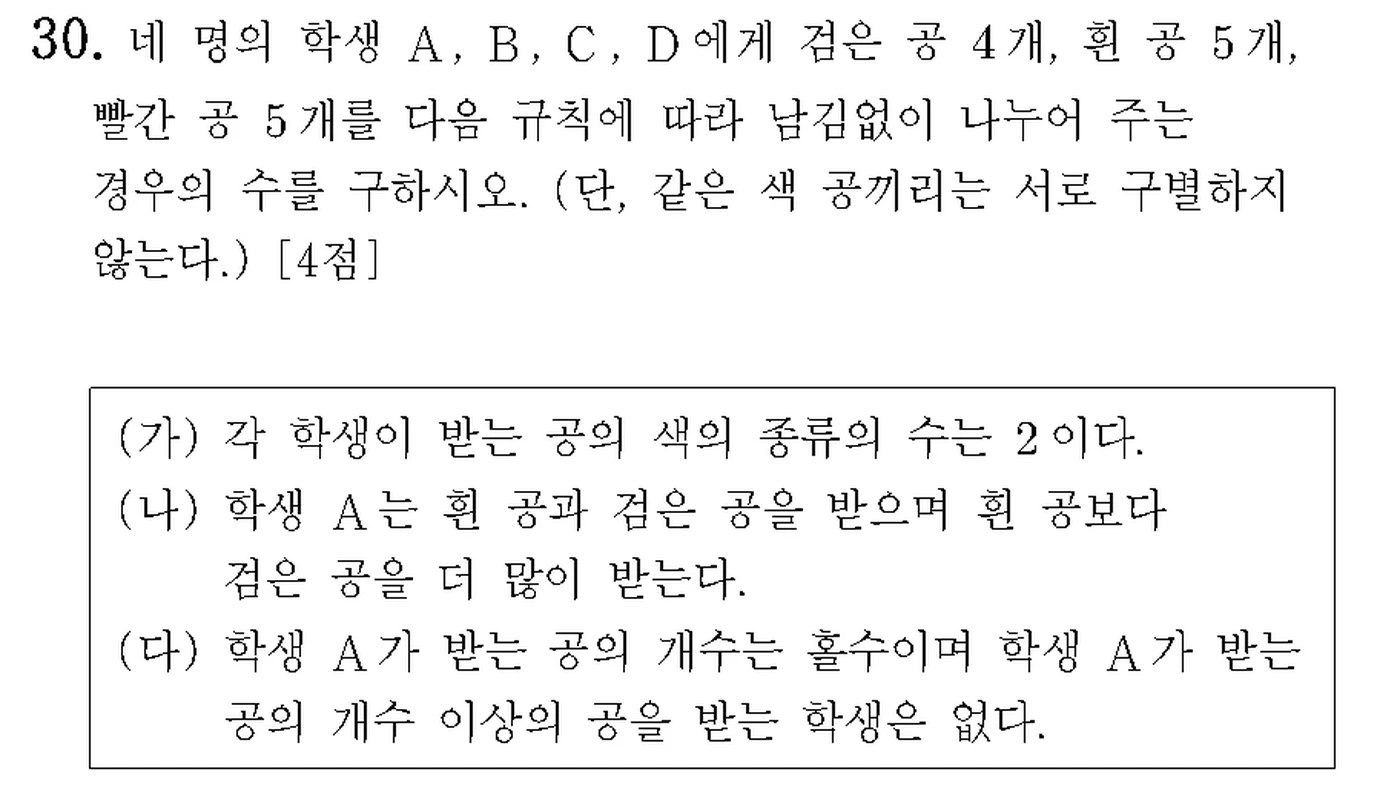 30. 네 명의 학생 A, B, C, D에게 검은 공 4개, 흰 공 5개,
빨간 공 5개를 다음 규칙에 따라 남김없이 나누어 주는
경우의 수를 구하시오. (단, 같은 색 공끼리는 서로 구별하지
않는다.) [4점]
(가) 각 학생이 받는 공의 색의 종류의 수는 2이다.
(나) 학생 A는 흰 공과 검은 공을 받으며 흰 공보다
검은 공을 더 많이 받는다.
(다) 학생 A가 받는 공의 개수는 홀수이며 학생 A가 받는
공의 개수 이상의 공을 받는 학생은 없다.